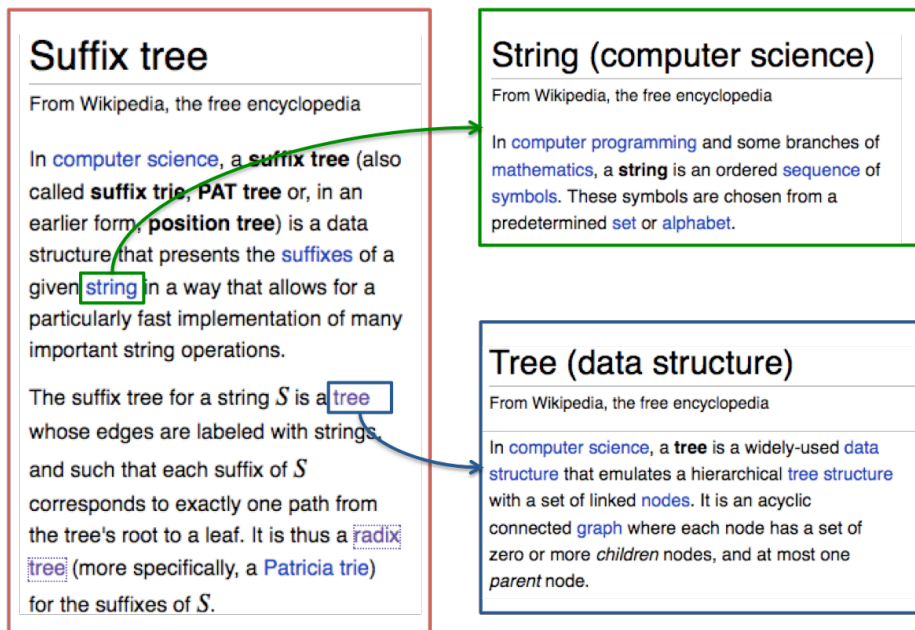 Suffix tree
From Wikipedia, the free encyclopedia
In computer science, a suffix tree (also
called suffix trie, PAT tree or, in an
earlier form, position tree) is a data
structure that presents the suffixes of a
given string in a way that allows for a
particularly fast implementation of many
important string operations.
The suffix tree for a string S is a tree
whose edges are labeled with strings,
and such that each suffix of S
corresponds to exactly one path from
the tree's root to a leaf. It is thus a radix
tree (more specifically, a Patricia trie)
for the suffixes of S.
String (computer science)
From Wikipedia, the free encyclopedia
In computer programming and some branches of
mathematics, a string is an ordered sequence of
symbols. These symbols are chosen from a
predetermined set or alphabet.
Tree (data structure)
From Wikipedia, the free encyclopedia
In computer science, a tree is a widely-used data
structure that emulates a hierarchical tree structure
with a set of linked nodes. It is an acyclic
connected graph where each node has a set of
zero or more children nodes, and at most one
parent node.